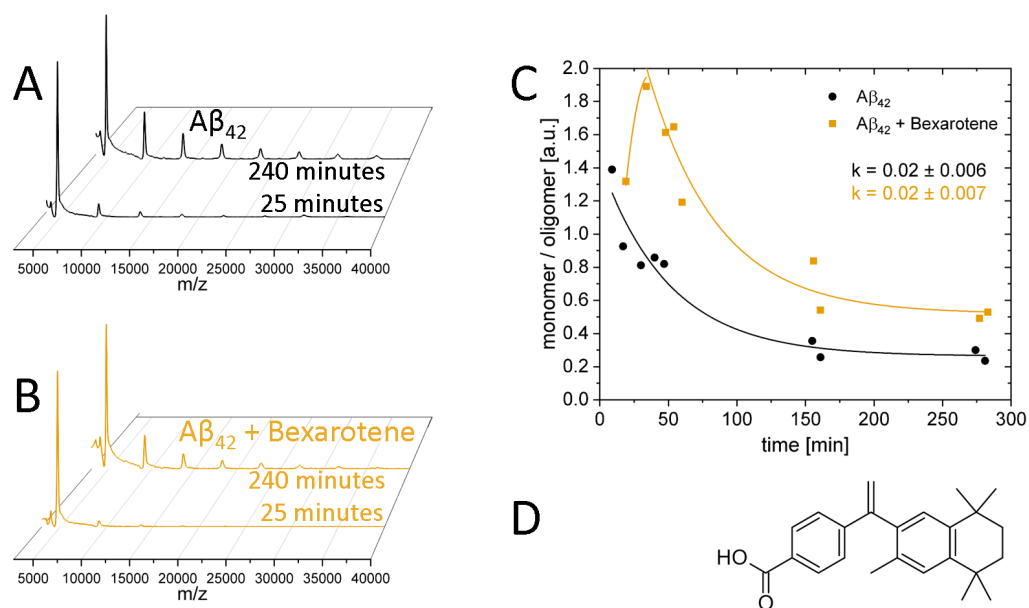 A
Aβ₄₂
240 minutes
25 minutes
5000 10000 15000 20000 25000 30000 35000 40000
m/z
B
Aβ₄₂ + Bexarotene
240 minutes
25 minutes
5000 10000 15000 20000 25000 30000 35000 40000
m/z
C
2.0
1.8
1.6
1.4
1.2
1.0
0.8
0.6
0.4
0.2
0.0
monomer / oligomer [a.u.]
Aβ₄₂
Aβ₄₂ + Bexarotene
k = 0.02 ± 0.006
k = 0.02 ± 0.007
0 50 100 150 200 250 300
time [min]
D
HO
O